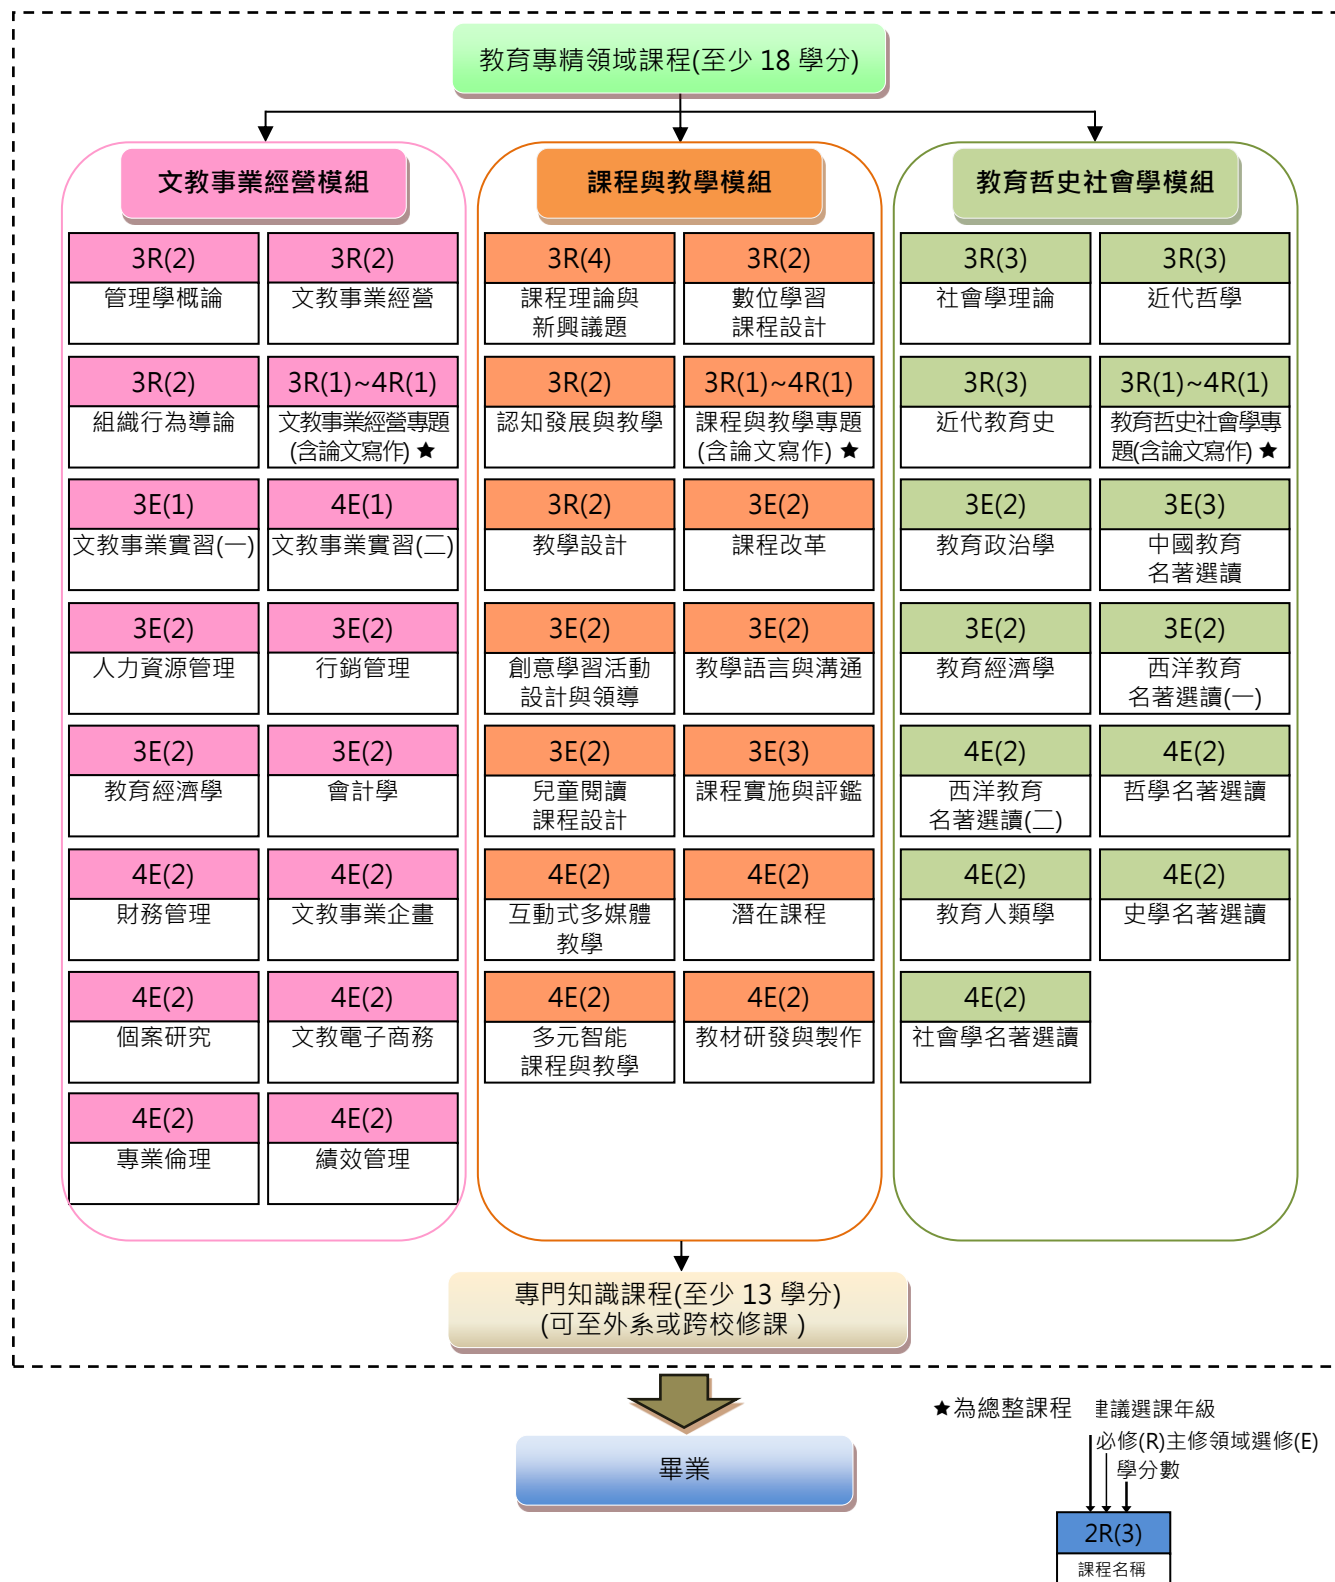 教育專精領域課程(至少 18 學分)
文教事業經營模組
3R(2)
管理學概論
3R(2)
文教事業經營
3R(2)
組織行為導論
3R(1)~4R(1)
文教事業經營專題
(含論文寫作) ★
3E(1)
文教事業實習(一)
4E(1)
文教事業實習(二)
3E(2)
人力資源管理
3E(2)
行銷管理
3E(2)
教育經濟學
3E(2)
會計學
4E(2)
財務管理
4E(2)
文教事業企畫
4E(2)
個案研究
4E(2)
文教電子商務
4E(2)
專業倫理
4E(2)
績效管理
課程與教學模組
3R(4)
課程理論與
新興議題
3R(2)
數位學習
課程設計
3R(2)
認知發展與教學
3R(1)~4R(1)
課程與教學專題
(含論文寫作) ★
3R(2)
教學設計
3E(2)
課程改革
3E(2)
創意學習活動
設計與領導
3E(2)
教學語言與溝通
3E(2)
兒童閱讀
課程設計
3E(3)
課程實施與評鑑
4E(2)
互動式多媒體
教學
4E(2)
潛在課程
4E(2)
多元智能
課程與教學
4E(2)
教材研發與製作
教育哲史社會學模組
3R(3)
社會學理論
3R(3)
近代哲學
3R(3)
近代教育史
3R(1)~4R(1)
教育哲史社會學專
題(含論文寫作) ★
3E(2)
教育政治學
3E(3)
中國教育
名著選讀
3E(2)
教育經濟學
3E(2)
西洋教育
名著選讀(一)
4E(2)
西洋教育
名著選讀(二)
4E(2)
哲學名著選讀
4E(2)
教育人類學
4E(2)
史學名著選讀
4E(2)
社會學名著選讀
專門知識課程(至少 13 學分)
(可至外系或跨校修課 )
畢業
★為總整課程
建議選課年級
必修(R)主修領域選修(E)
學分數
2R(3)
課程名稱